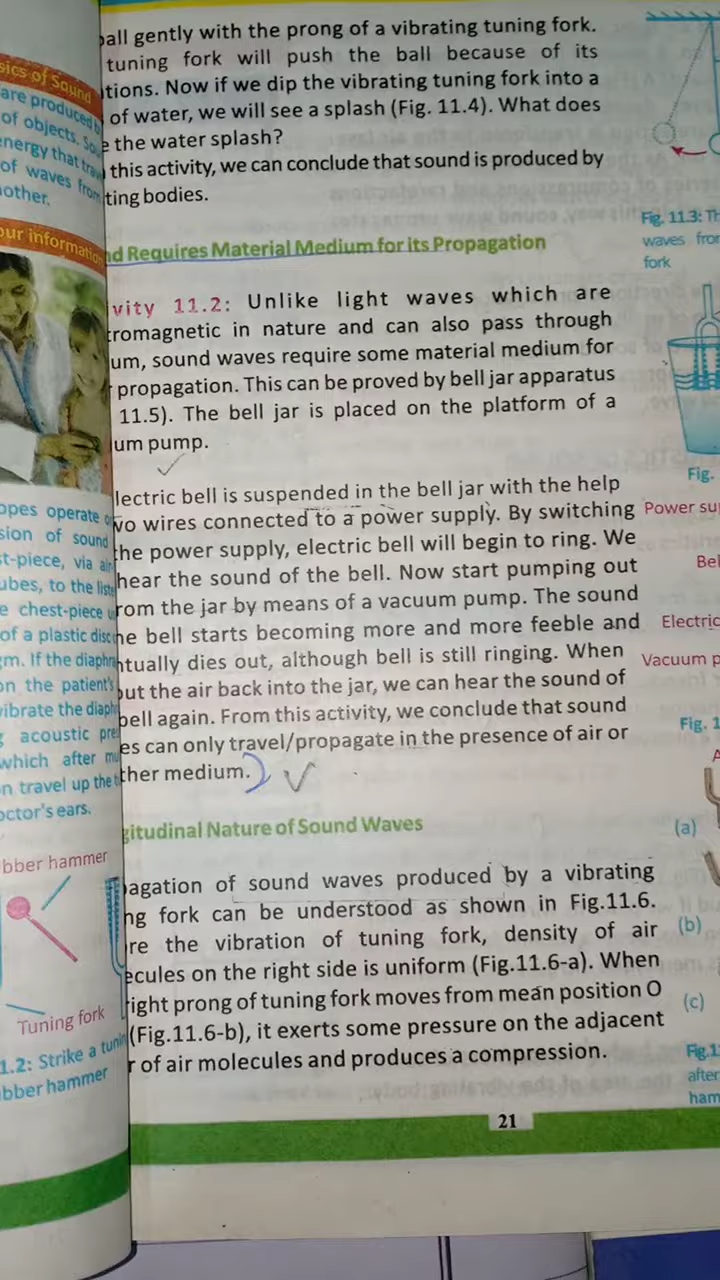 ball gently with the prong of a vibrating tuning fork.
tuning fork will push the ball because of its
tions. Now if we dip the vibrating tuning fork into a
of water, we will see a splash (Fig. 11.4). What does
e the water splash?
this activity, we can conclude that sound is produced by
ting bodies.
nd Requires Material Medium for its Propagation
vity 11.2: Unlike light waves which are
tromagnetic in nature and can also pass through
um, sound waves require some material medium for
propagation. This can be proved by bell jar apparatus
11.5). The bell jar is placed on the platform of a
um pump.
lectric bell is suspended in the bell jar with the help
wo wires connected to a power supply. By switching
the power supply, electric bell will begin to ring. We
hear the sound of the bell. Now start pumping out
rom the jar by means of a vacuum pump. The sound
he bell starts becoming more and more feeble and
ntually dies out, although bell is still ringing. When
put the air back into the jar, we can hear the sound of
bell again. From this activity, we conclude that sound
es can only travel/propagate in the presence of air or
ther medium.
gitudinal Nature of Sound Waves
pagation of sound waves produced by a vibrating
ng fork can be understood as shown in Fig.11.6.
re the vibration of tuning fork, density of air
ecules on the right side is uniform (Fig.11.6-a). When
right prong of tuning fork moves from mean position O
(Fig.11.6-b), it exerts some pressure on the adjacent
r of air molecules and produces a compression.
21
sics of Sound
are produced b
of objects. So
energy that tra
of waves from
nother.
our information
opes operate o
sion of sound
st-piece, via air
ubes, to the liste
e chest-piece u
of a plastic disc
m. If the diaphr
on the patient's
vibrate the diaph
g acoustic pre
which after mu
n travel up the t
octor's ears.
bber hammer
Tuning fork
1.2: Strike a tunin
bber hammer
Fig. 11.3: Th
waves from
fork
Fig.
Power sup
Bel
Electric
Vacuum p
Fig. 1
A
(a)
(b)
(c)
Fig.1
after
ham